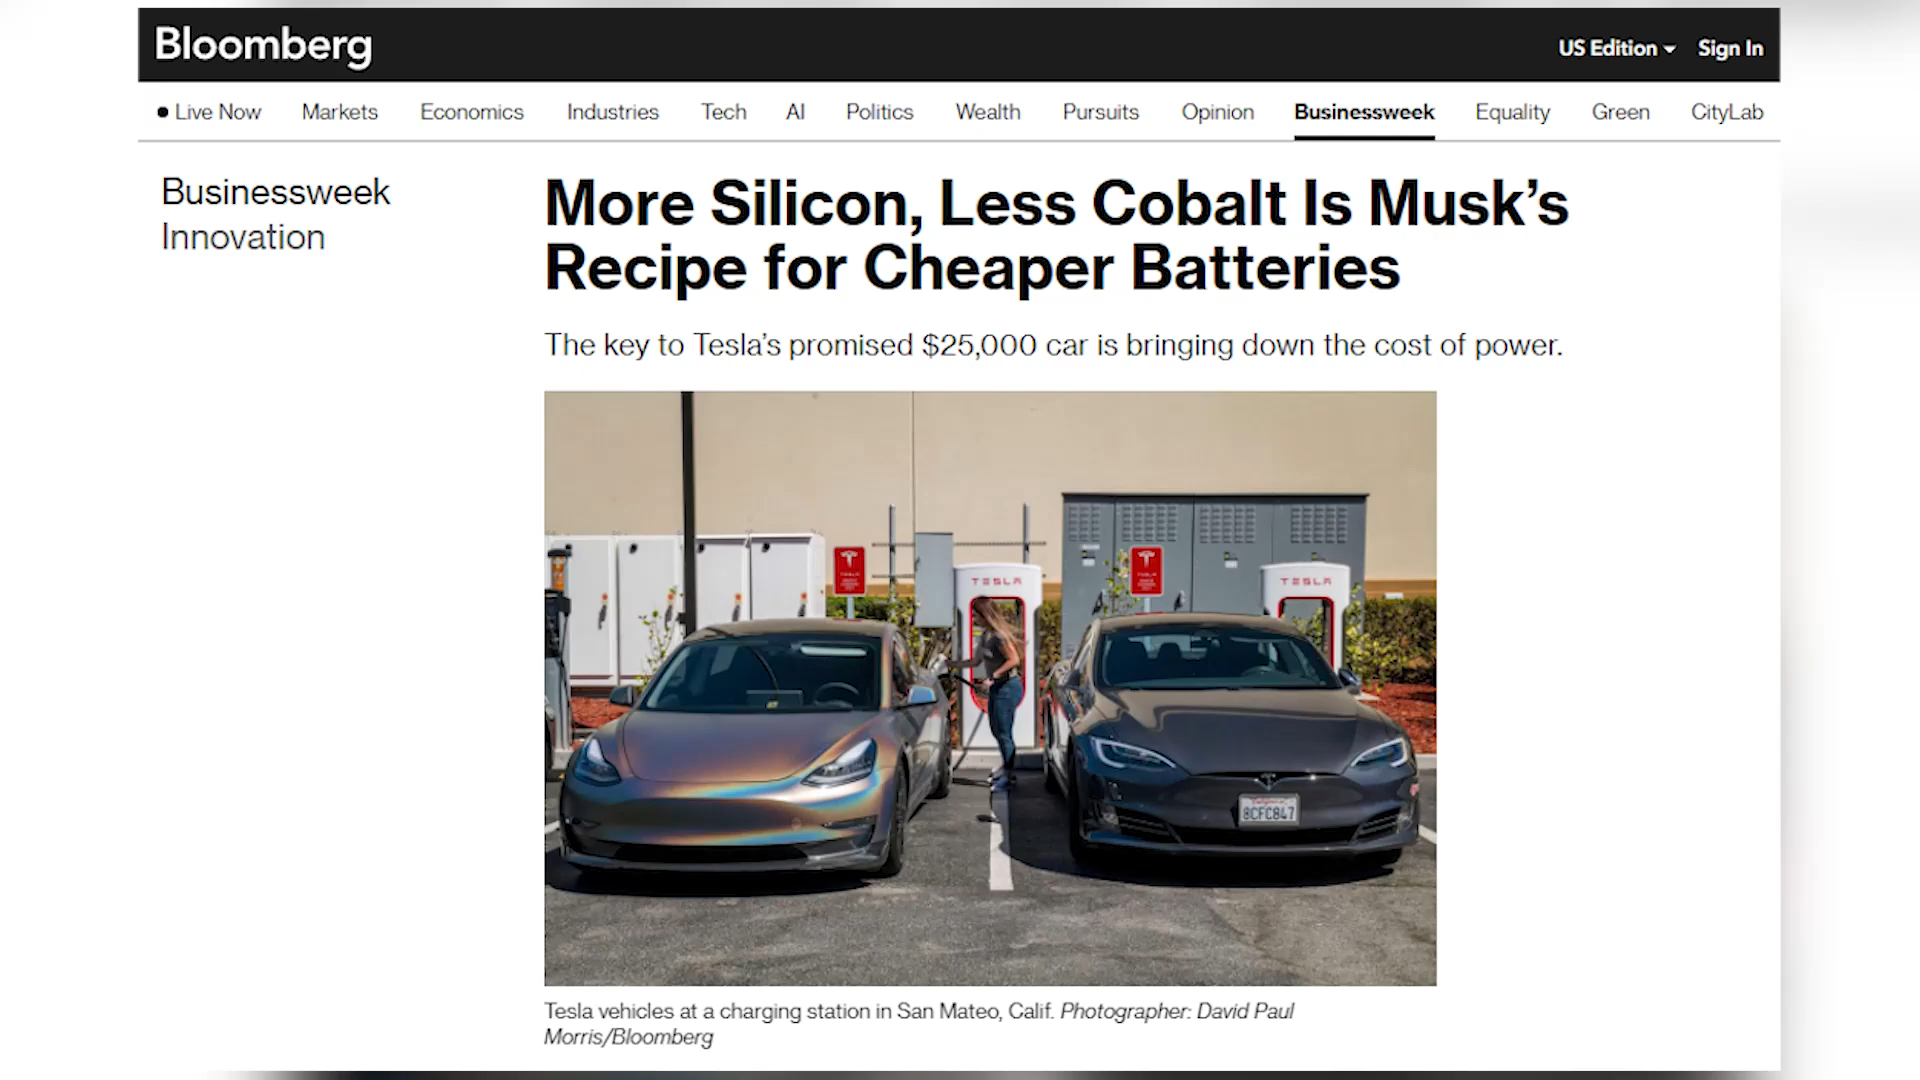 Bloomberg
US Edition Sign In
Live Now Markets Economics Industries Tech AI Politics Wealth Pursuits Opinion Businessweek Equality Green CityLab
Businessweek
Innovation
More Silicon, Less Cobalt Is Musk’s
Recipe for Cheaper Batteries
The key to Tesla’s promised $25,000 car is bringing down the cost of power.
TESLA
TESLA
TESLA
TESLA
California
8CFC847
Tesla vehicles at a charging station in San Mateo, Calif. Photographer: David Paul
Morris/Bloomberg